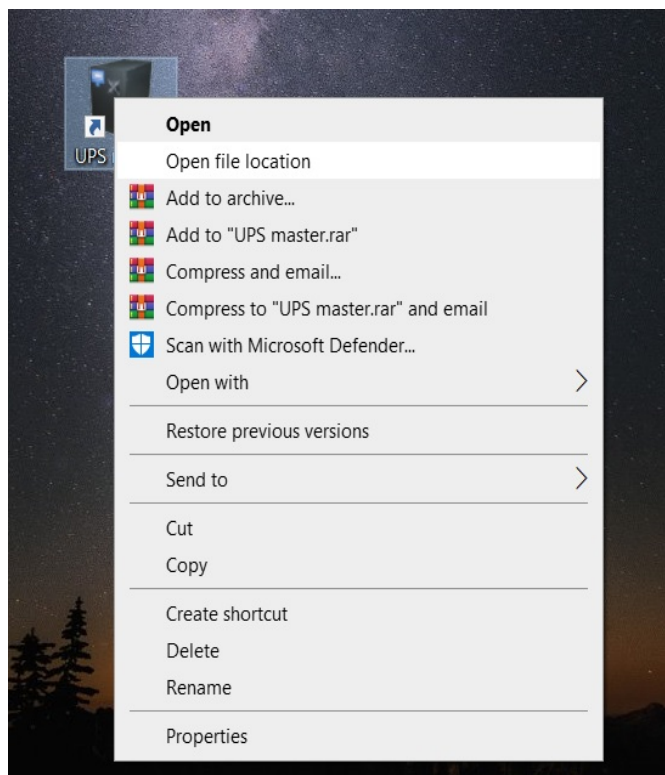 UPS
Open
Open file location
Add to archive...
Add to "UPS master.rar"
Compress and email...
Compress to "UPS master.rar" and email
Scan with Microsoft Defender...
Open with
Restore previous versions
Send to
Cut
Copy
Create shortcut
Delete
Rename
Properties